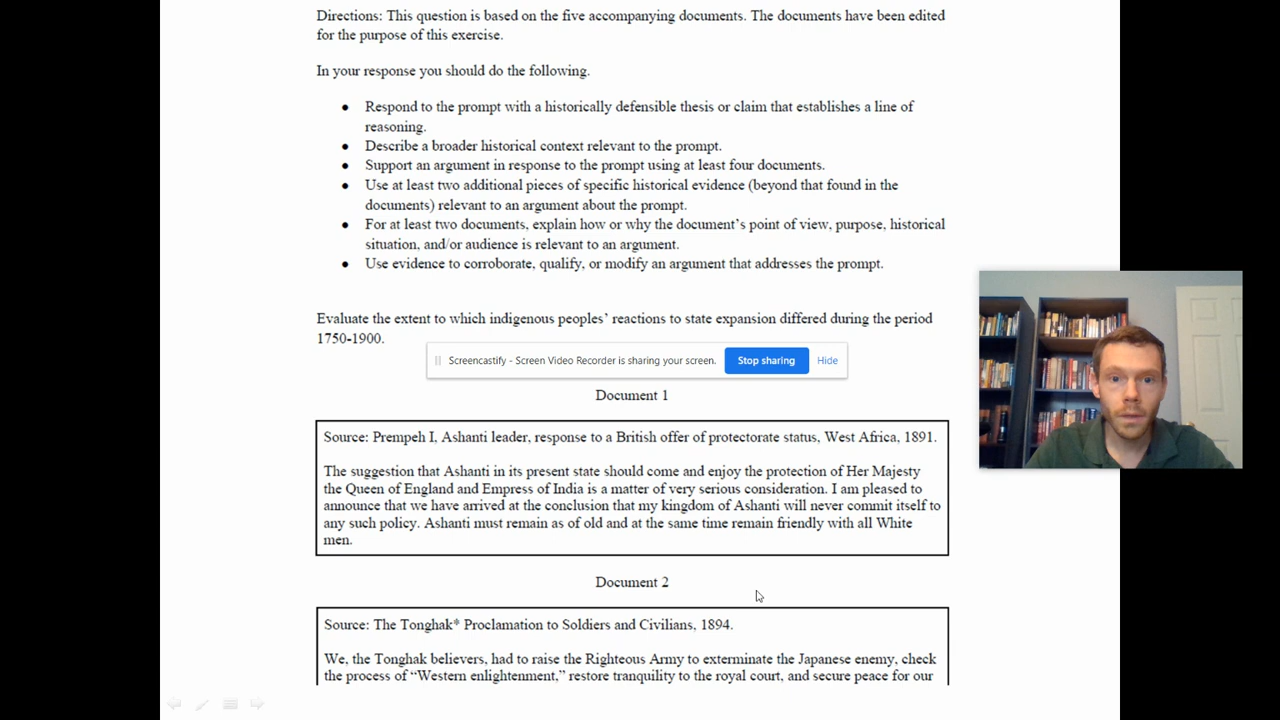 Directions: This question is based on the five accompanying documents. The documents have been edited
for the purpose of this exercise.
In your response you should do the following.
● Respond to the prompt with a historically defensible thesis or claim that establishes a line of
reasoning.
● Describe a broader historical context relevant to the prompt.
● Support an argument in response to the prompt using at least four documents.
● Use at least two additional pieces of specific historical evidence (beyond that found in the
documents) relevant to an argument about the prompt.
● For at least two documents, explain how or why the document's point of view, purpose, historical
situation, and/or audience is relevant to an argument.
● Use evidence to corroborate, qualify, or modify an argument that addresses the prompt.
Evaluate the extent to which indigenous peoples' reactions to state expansion differed during the period
1750-1900.
Screencastify - Screen Video Recorder is sharing your screen. Stop sharing Hide
Document 1
Source: Prempeh I, Ashanti leader, response to a British offer of protectorate status, West Africa, 1891.
The suggestion that Ashanti in its present state should come and enjoy the protection of Her Majesty
the Queen of England and Empress of India is a matter of very serious consideration. I am pleased to
announce that we have arrived at the conclusion that my kingdom of Ashanti will never commit itself to
any such policy. Ashanti must remain as of old and at the same time remain friendly with all White
men.
Document 2
Source: The Tonghak* Proclamation to Soldiers and Civilians, 1894.
We, the Tonghak believers, had to raise the Righteous Army to exterminate the Japanese enemy, check
the process of "Western enlightenment," restore tranquility to the royal court, and secure peace for our